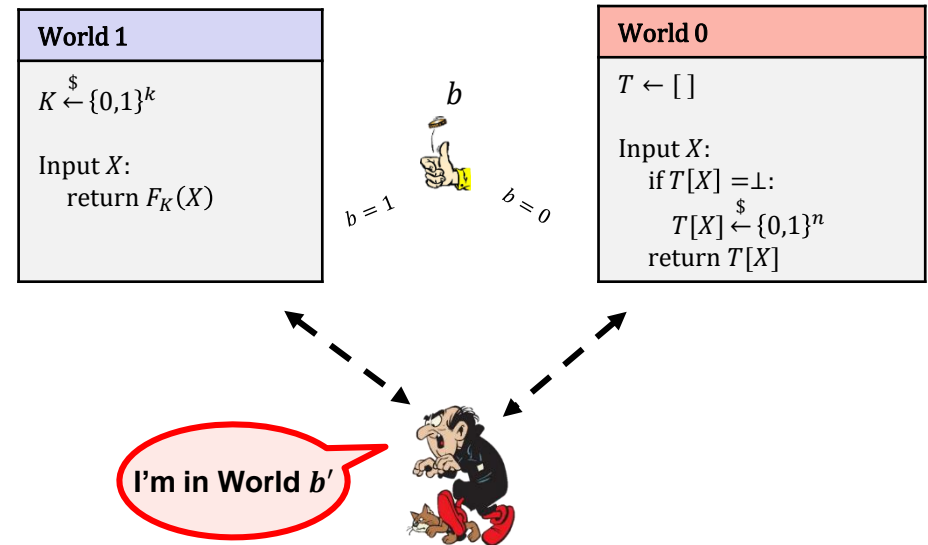 World 1
K ←$ {0,1}^k
Input X:
return F_K(X)
b
b = 1
b = 0
World 0
T ← [ ]
Input X:
if T[X] =⊥:
T[X] ←$ {0,1}^n
return T[X]
I'm in World b′